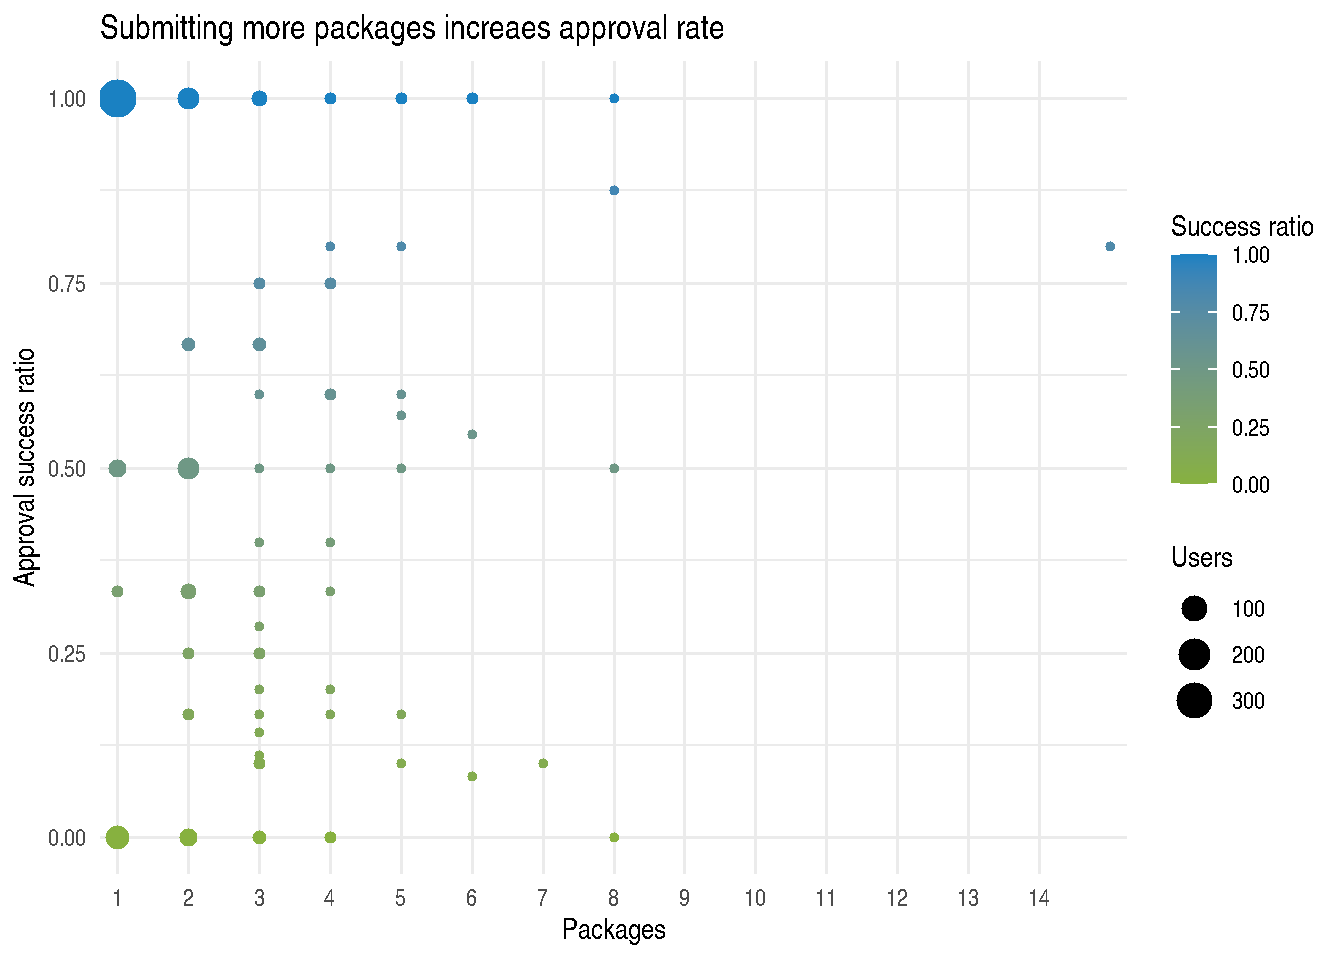 Submitting more packages increaes approval rate
1.00
0.75
0.50
0.25
0.00
Approval success ratio
1 2 3 4 5 6 7 8 9 10 11 12 13 14
Packages
Success ratio
1.00
0.75
0.50
0.25
0.00
Users
100
200
300